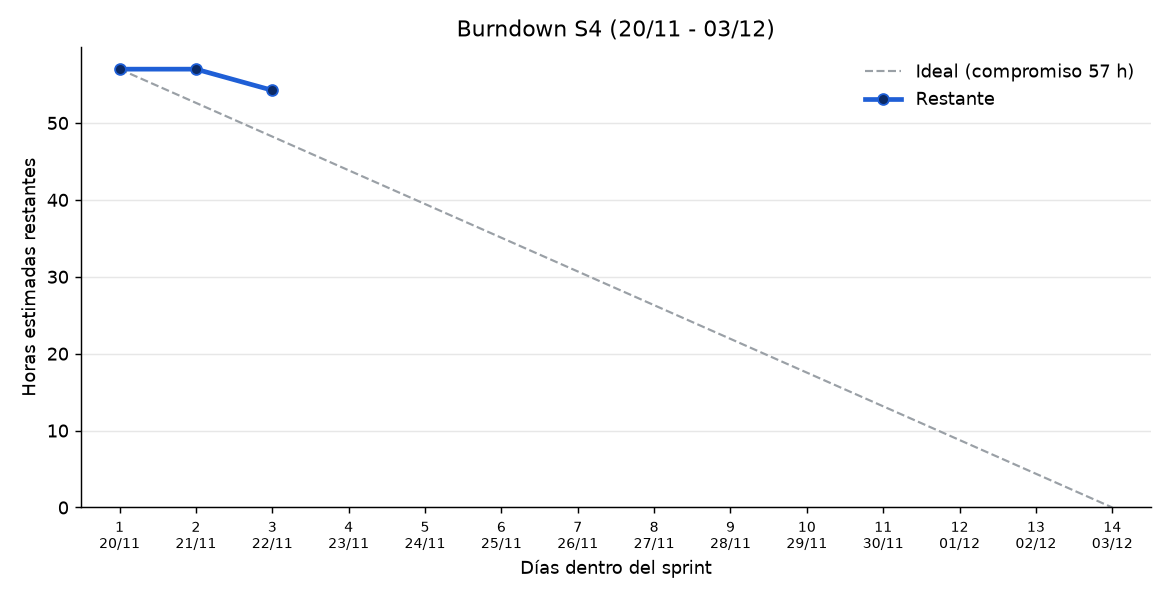 Burndown S4 (20/11 - 03/12)
Ideal (compromiso 57 h)
Restante
Horas estimadas restantes
50
40
30
20
10
0
1 2 3 4 5 6 7 8 9 10 11 12 13 14
20/11 21/11 22/11 23/11 24/11 25/11 26/11 27/11 28/11 29/11 30/11 01/12 02/12 03/12
Días dentro del sprint